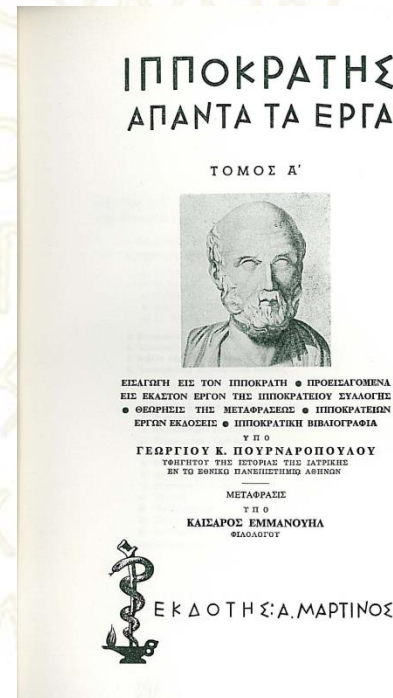 ΙΠΠΟΚΡΑΤΗΣ
ΑΠΑΝΤΑ ΤΑ ΕΡΓΑ
ΤΟΜΟΣ Α'
ΕΙΣΑΓΩΓΗ ΕΙΣ ΤΟΝ ΙΠΠΟΚΡΑΤΗ ● ΠΡΟΕΙΣΑΓΟΜΕΝΑ
ΕΙΣ ΕΚΑΣΤΟΝ ΕΡΓΟΝ ΤΗΣ ΙΠΠΟΚΡΑΤΕΙΟΥ ΣΥΛΛΟΓΗΣ
● ΘΕΩΡΗΣΙΣ ΤΗΣ ΜΕΤΑΦΡΑΣΕΩΣ ● ΙΠΠΟΚΡΑΤΕΙΩΝ
ΕΡΓΩΝ ΕΚΔΟΣΕΙΣ ● ΙΠΠΟΚΡΑΤΙΚΗ ΒΙΒΛΙΟΓΡΑΦΙΑ
ΥΠΟ
ΓΕΩΡΓΙΟΥ Κ. ΠΟΥΡΝΑΡΟΠΟΥΛΟΥ
ΥΦΗΓΗΤΟΥ ΤΗΣ ΙΣΤΟΡΙΑΣ ΤΗΣ ΙΑΤΡΙΚΗΣ
ΕΝ ΤΩ ΕΘΝΙΚΩ ΠΑΝΕΠΙΣΤΗΜΙΩ ΑΘΗΝΩΝ
ΜΕΤΑΦΡΑΣΙΣ
ΥΠΟ
ΚΑΙΣΑΡΟΣ ΕΜΜΑΝΟΥΗΛ
ΦΙΛΟΛΟΓΟΥ
ΕΚΔΟΤΗΣ: Α. ΜΑΡΤΙΝΟΣ